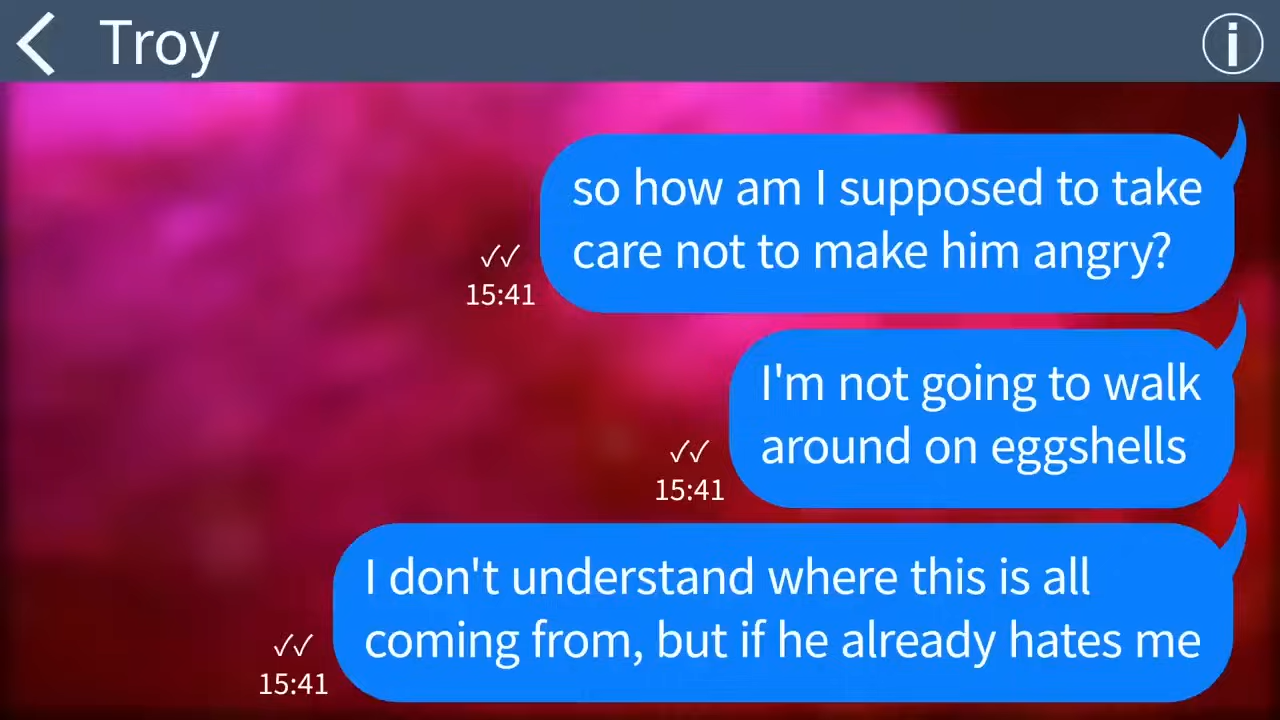 Troy
so how am I supposed to take
care not to make him angry?
✓✓
15:41
I'm not going to walk
around on eggshells
✓✓
15:41
I don't understand where this is all
coming from, but if he already hates me
✓✓
15:41